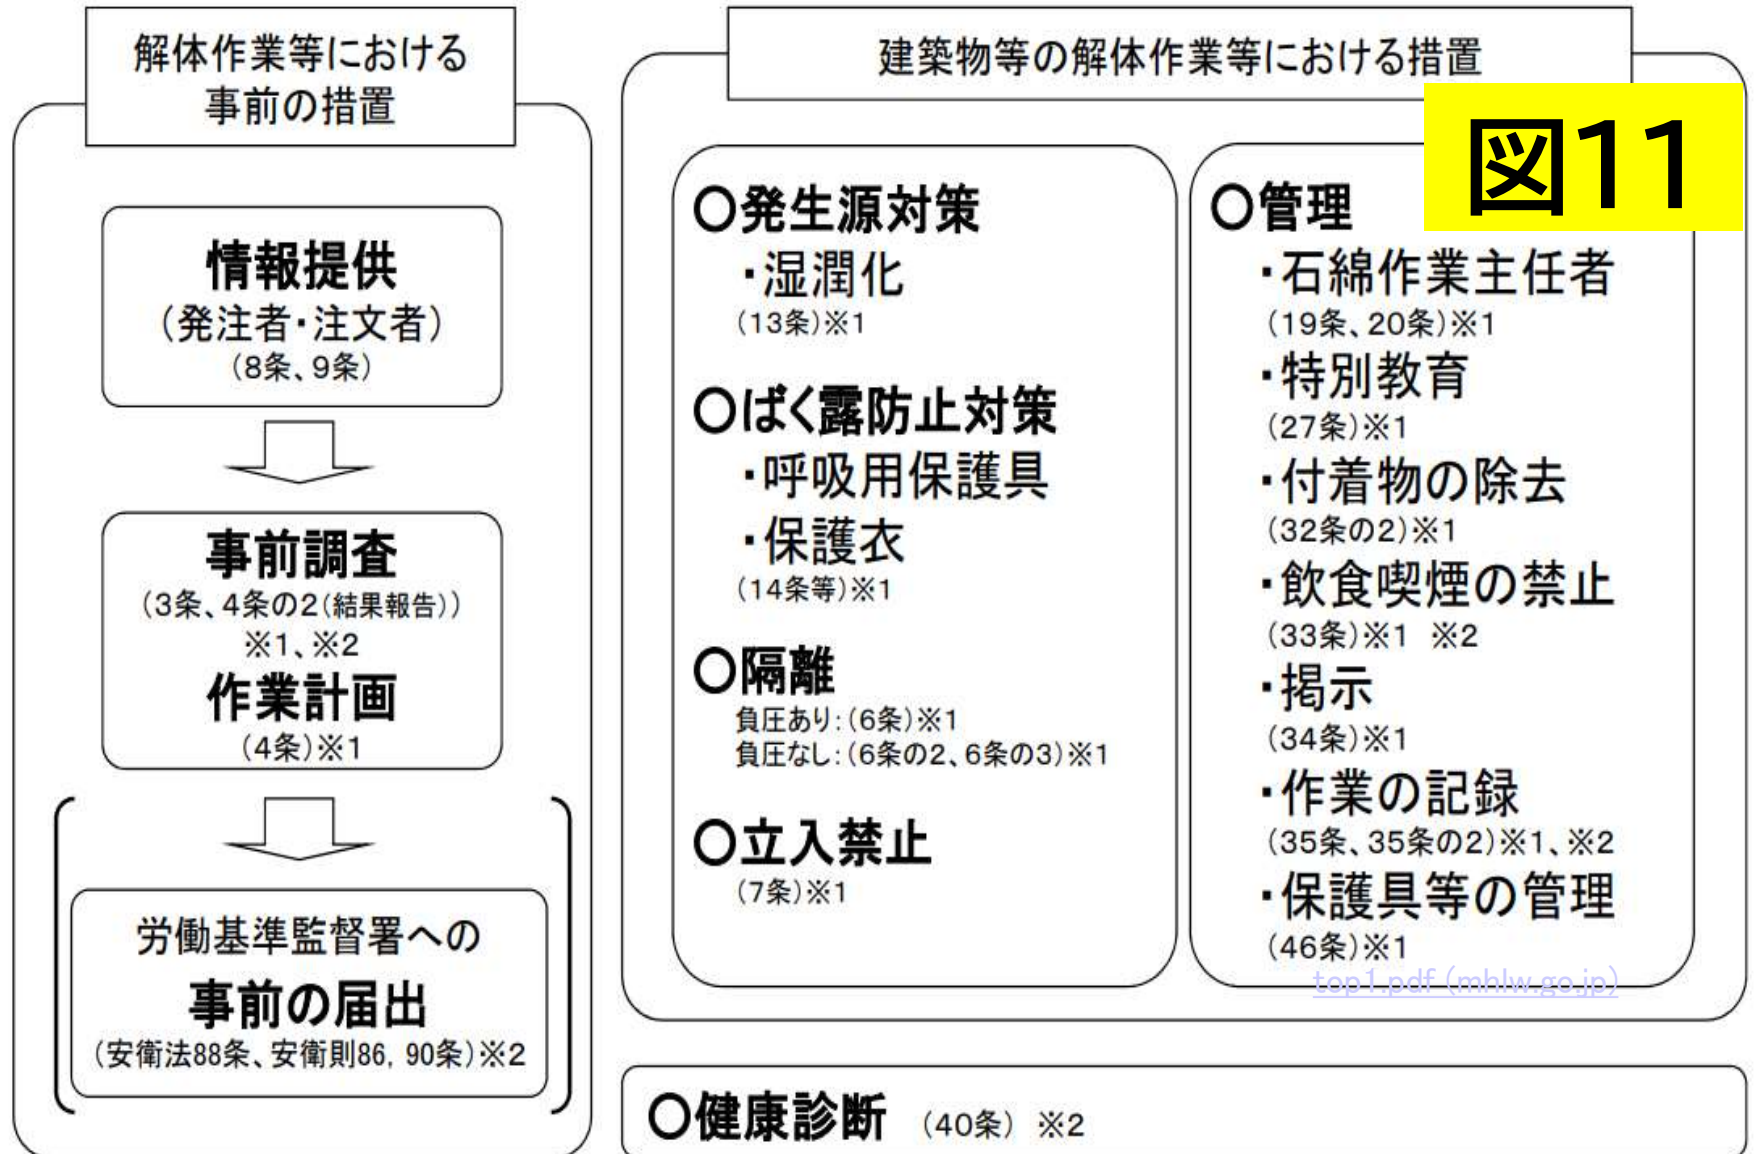 解体作業等における
事前の措置
情報提供
（発注者・注文者）
（8条、9条）
事前調査
（3条、4条の2（結果報告））
※1、※2
作業計画
（4条）※1
労働基準監督署への
事前の届出
（安衛法88条、安衛則86, 90条）※2
建築物等の解体作業等における措置
図11
○発生源対策
・湿潤化
（13条）※1
○ばく露防止対策
・呼吸用保護具
・保護衣
（14条等）※1
○隔離
負圧あり：（6条）※1
負圧なし：（6条の2、6条の3）※1
○立入禁止
（7条）※1
○管理
・石綿作業主任者
（19条、20条）※1
・特別教育
（27条）※1
・付着物の除去
（32条の2）※1
・飲食喫煙の禁止
（33条）※1 ※2
・掲示
（34条）※1
・作業の記録
（35条、35条の2）※1、※2
・保護具等の管理
（46条）※1
top1.pdf (mhlw.go.jp)
○健康診断 （40条） ※2